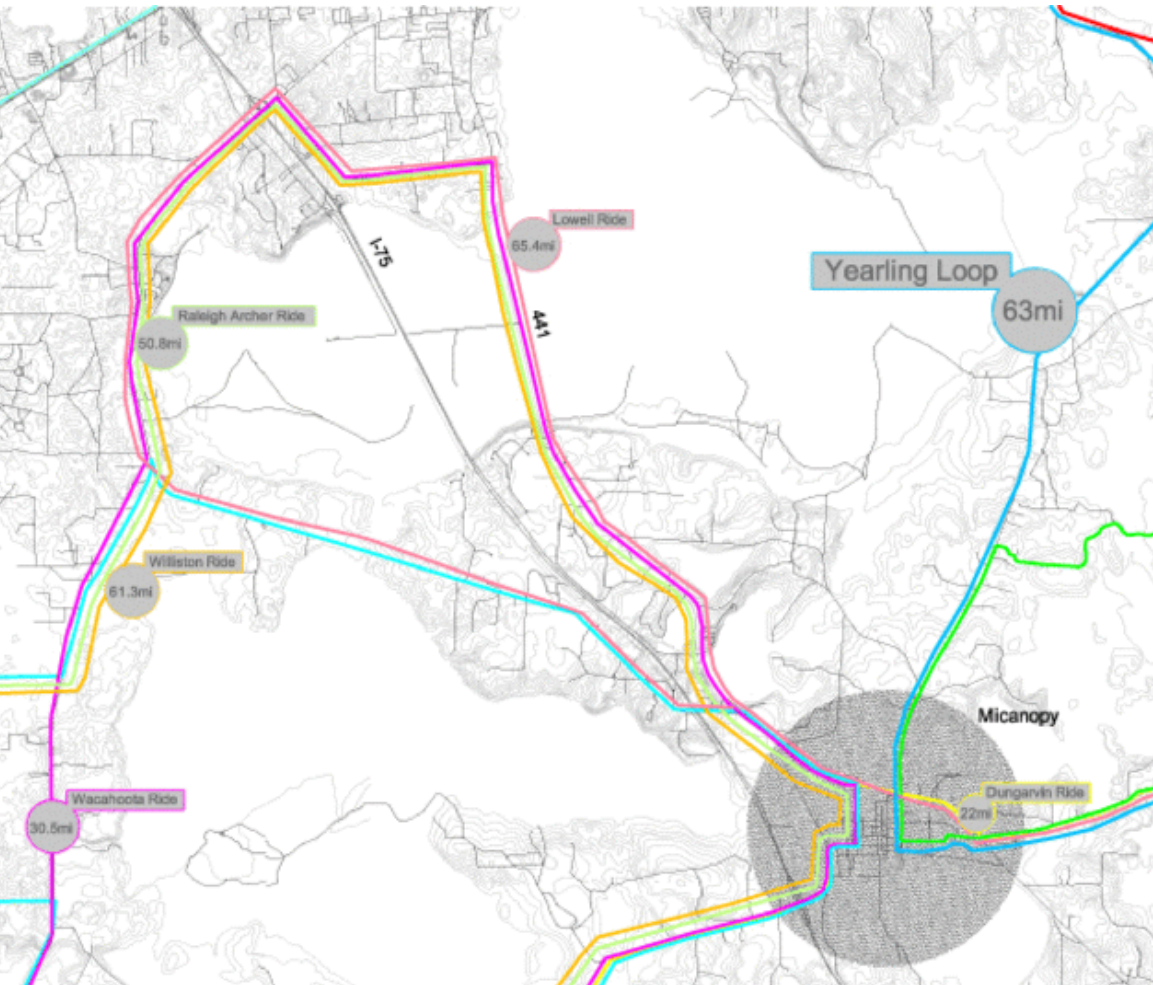 Lowell Ride
65.4mi
I-75
Yearling Loop
63mi
Raleigh Archer Ride
50.8mi
441
Williston Ride
61.3mi
Micanopy
Dungarvin Ride
22mi
Wacahoota Ride
30.5mi